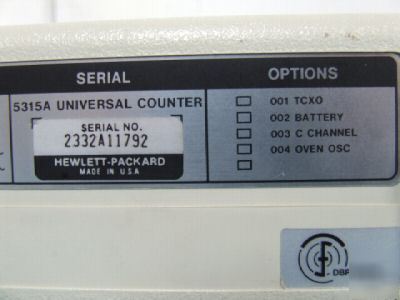 SERIAL
5315A UNIVERSAL COUNTER
SERIAL NO.
2332A11792
HEWLETT-PACKARD
MADE IN U.S.A
OPTIONS
001 TCXO
002 BATTERY
003 C CHANNEL
004 OVEN OSC